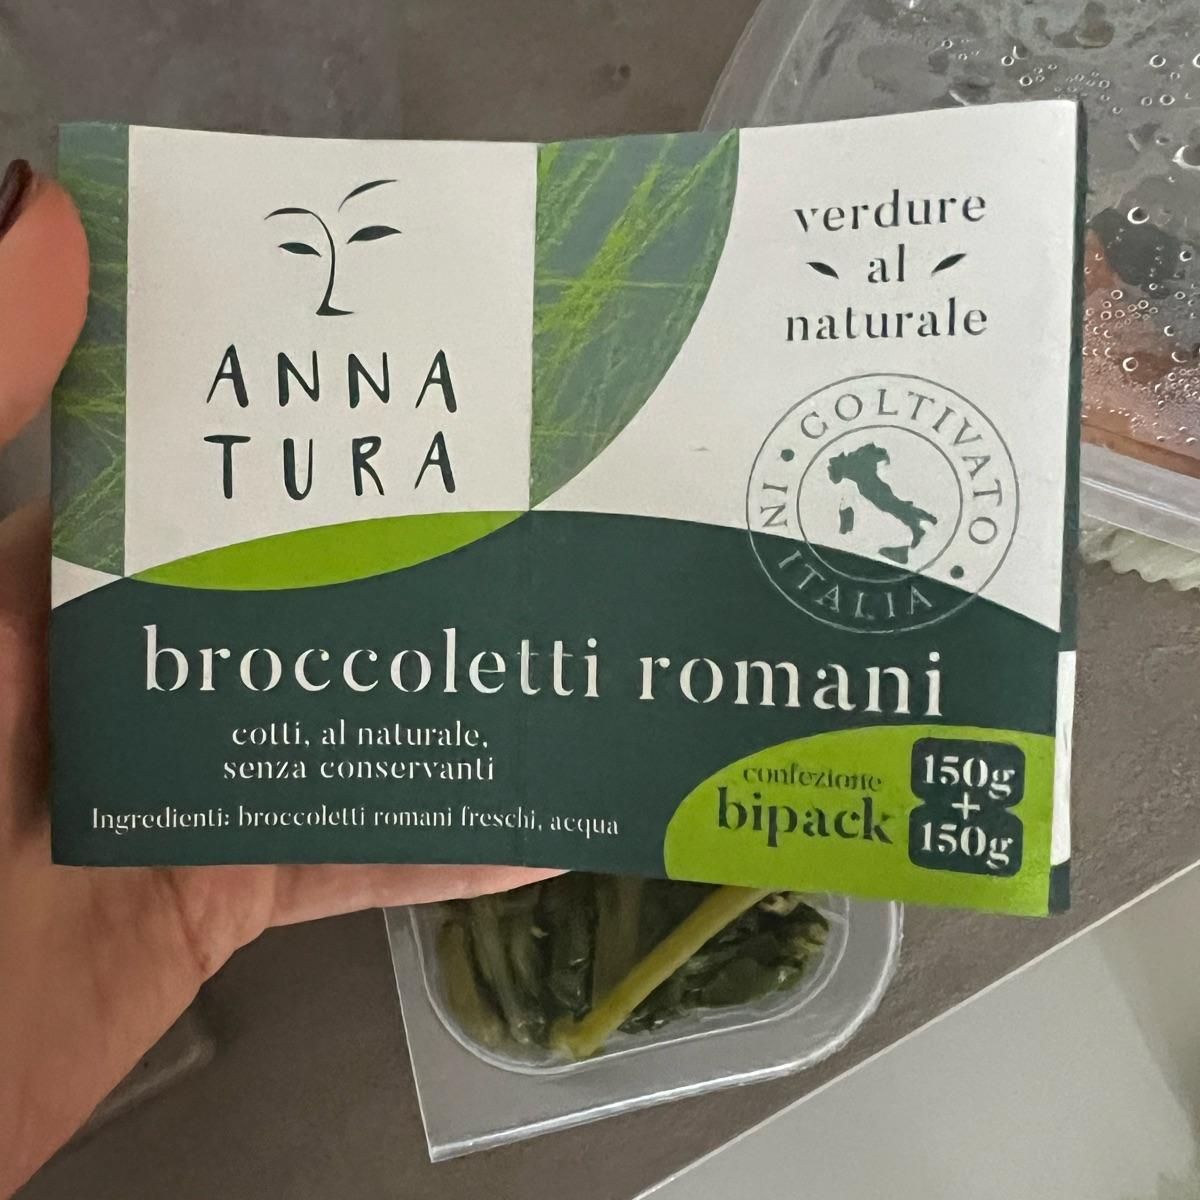 ANNA
TURA
verdure
al
naturale
COLTIVATO
IN ITALIA
broccoletti romani
cotti, al naturale,
senza conservanti
Ingredienti: broccoletti romani freschi, acqua
confezione
bipack
150g
+
150g